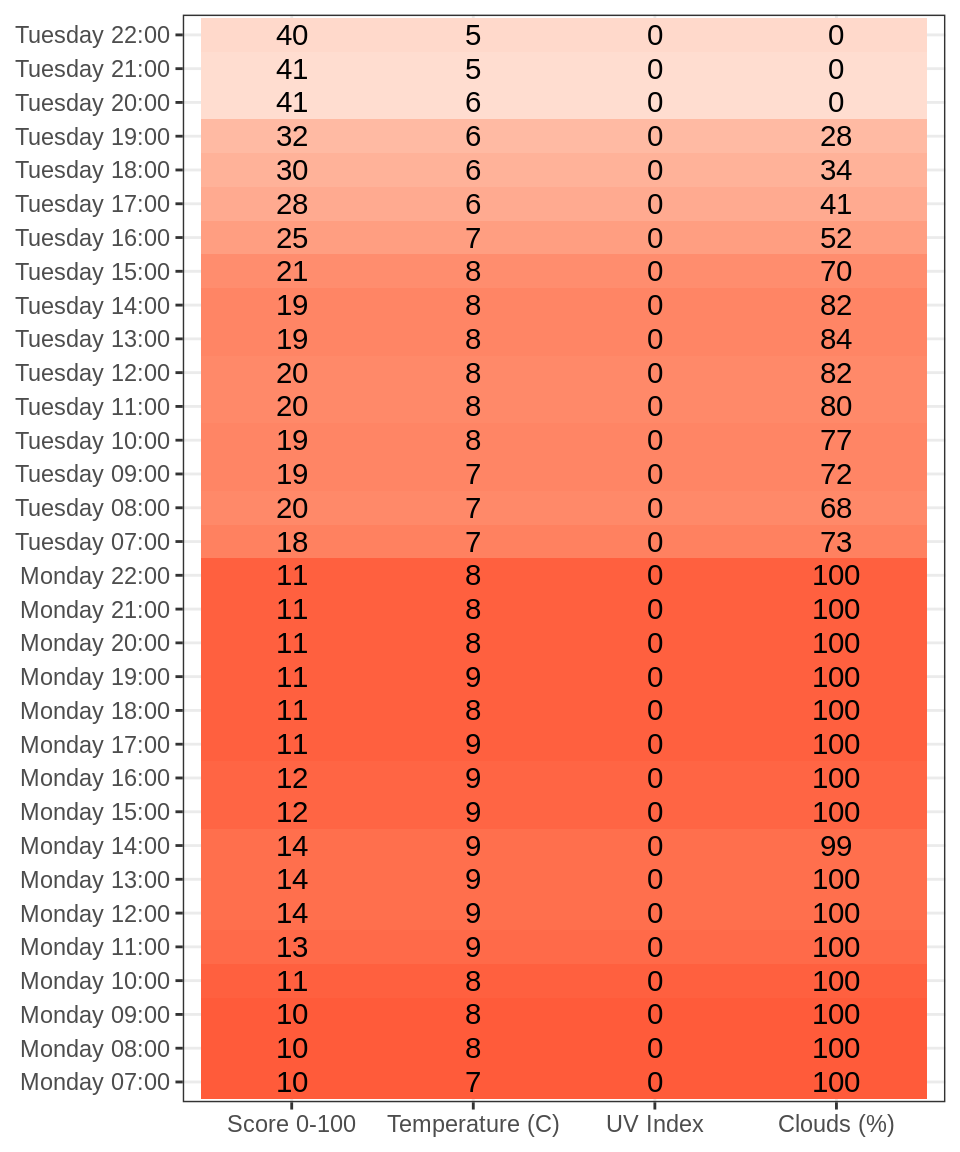 Tuesday 22:00 40 5 0 0
Tuesday 21:00 41 5 0 0
Tuesday 20:00 41 6 0 0
Tuesday 19:00 32 6 0 28
Tuesday 18:00 30 6 0 34
Tuesday 17:00 28 6 0 41
Tuesday 16:00 25 7 0 52
Tuesday 15:00 21 8 0 70
Tuesday 14:00 19 8 0 82
Tuesday 13:00 19 8 0 84
Tuesday 12:00 20 8 0 82
Tuesday 11:00 20 8 0 80
Tuesday 10:00 19 8 0 77
Tuesday 09:00 19 7 0 72
Tuesday 08:00 20 7 0 68
Tuesday 07:00 18 7 0 73
Monday 22:00 11 8 0 100
Monday 21:00 11 8 0 100
Monday 20:00 11 8 0 100
Monday 19:00 11 9 0 100
Monday 18:00 11 8 0 100
Monday 17:00 11 9 0 100
Monday 16:00 12 9 0 100
Monday 15:00 12 9 0 100
Monday 14:00 14 9 0 99
Monday 13:00 14 9 0 100
Monday 12:00 14 9 0 100
Monday 11:00 13 9 0 100
Monday 10:00 11 8 0 100
Monday 09:00 10 8 0 100
Monday 08:00 10 8 0 100
Monday 07:00 10 7 0 100
Score 0-100 Temperature (C) UV Index Clouds (%)